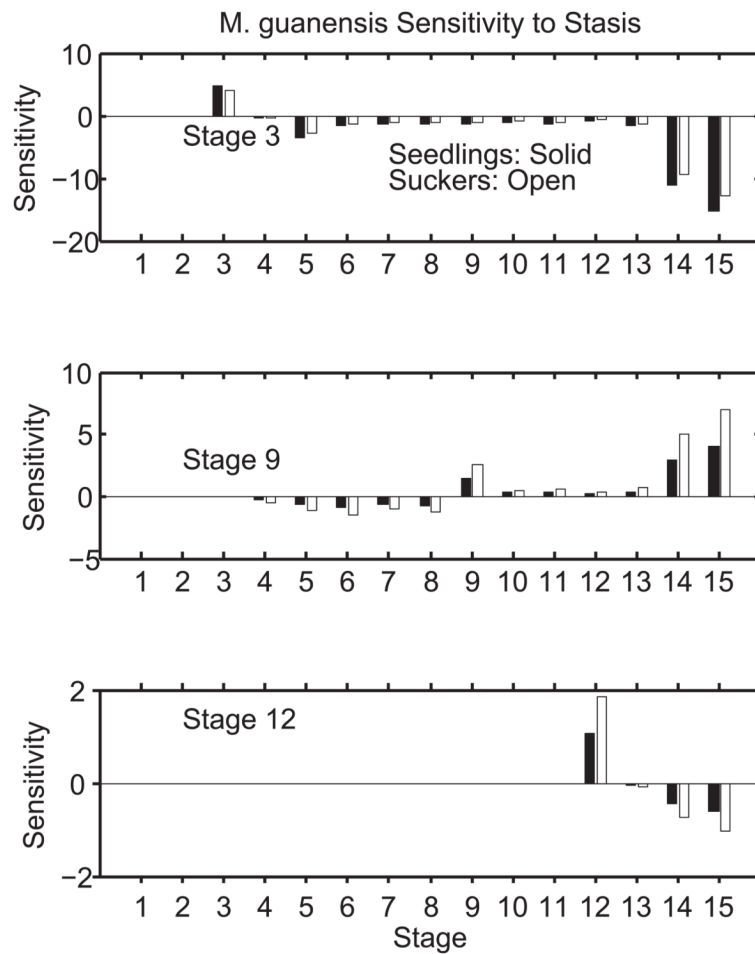 M. guanensis Sensitivity to Stasis
Sensitivity
10
0
−10
−20
Stage 3
Seedlings: Solid
Suckers: Open
1 2 3 4 5 6 7 8 9 10 11 12 13 14 15
Sensitivity
10
5
0
−5
Stage 9
1 2 3 4 5 6 7 8 9 10 11 12 13 14 15
Sensitivity
2
0
−2
Stage 12
1 2 3 4 5 6 7 8 9 10 11 12 13 14 15
Stage